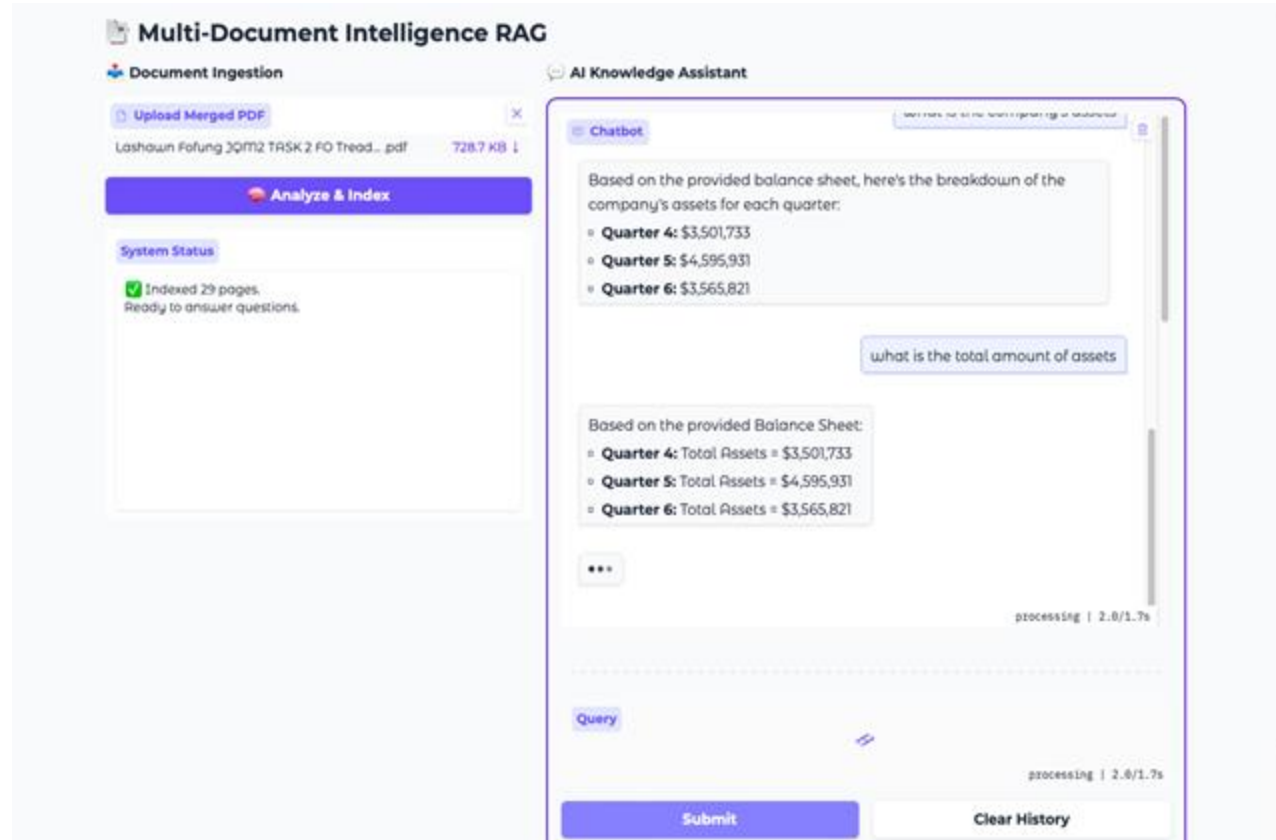 Multi-Document Intelligence RAG
Document Ingestion
Upload Merged PDF
Lashawn Fofung JQM2 TASK 2 FO Tread... pdf 728.7 KB ↓
Analyze & Index
System Status
Indexed 29 pages.
Ready to answer questions.
AI Knowledge Assistant
what is the company's assets
Chatbot
Based on the provided balance sheet, here's the breakdown of the
company's assets for each quarter:
Quarter 4: $3,501,733
Quarter 5: $4,595,931
Quarter 6: $3,565,821
what is the total amount of assets
Based on the provided Balance Sheet:
Quarter 4: Total Assets = $3,501,733
Quarter 5: Total Assets = $4,595,931
Quarter 6: Total Assets = $3,565,821
processing | 2.0/1.7s
Query
processing | 2.0/1.7s
Submit
Clear History